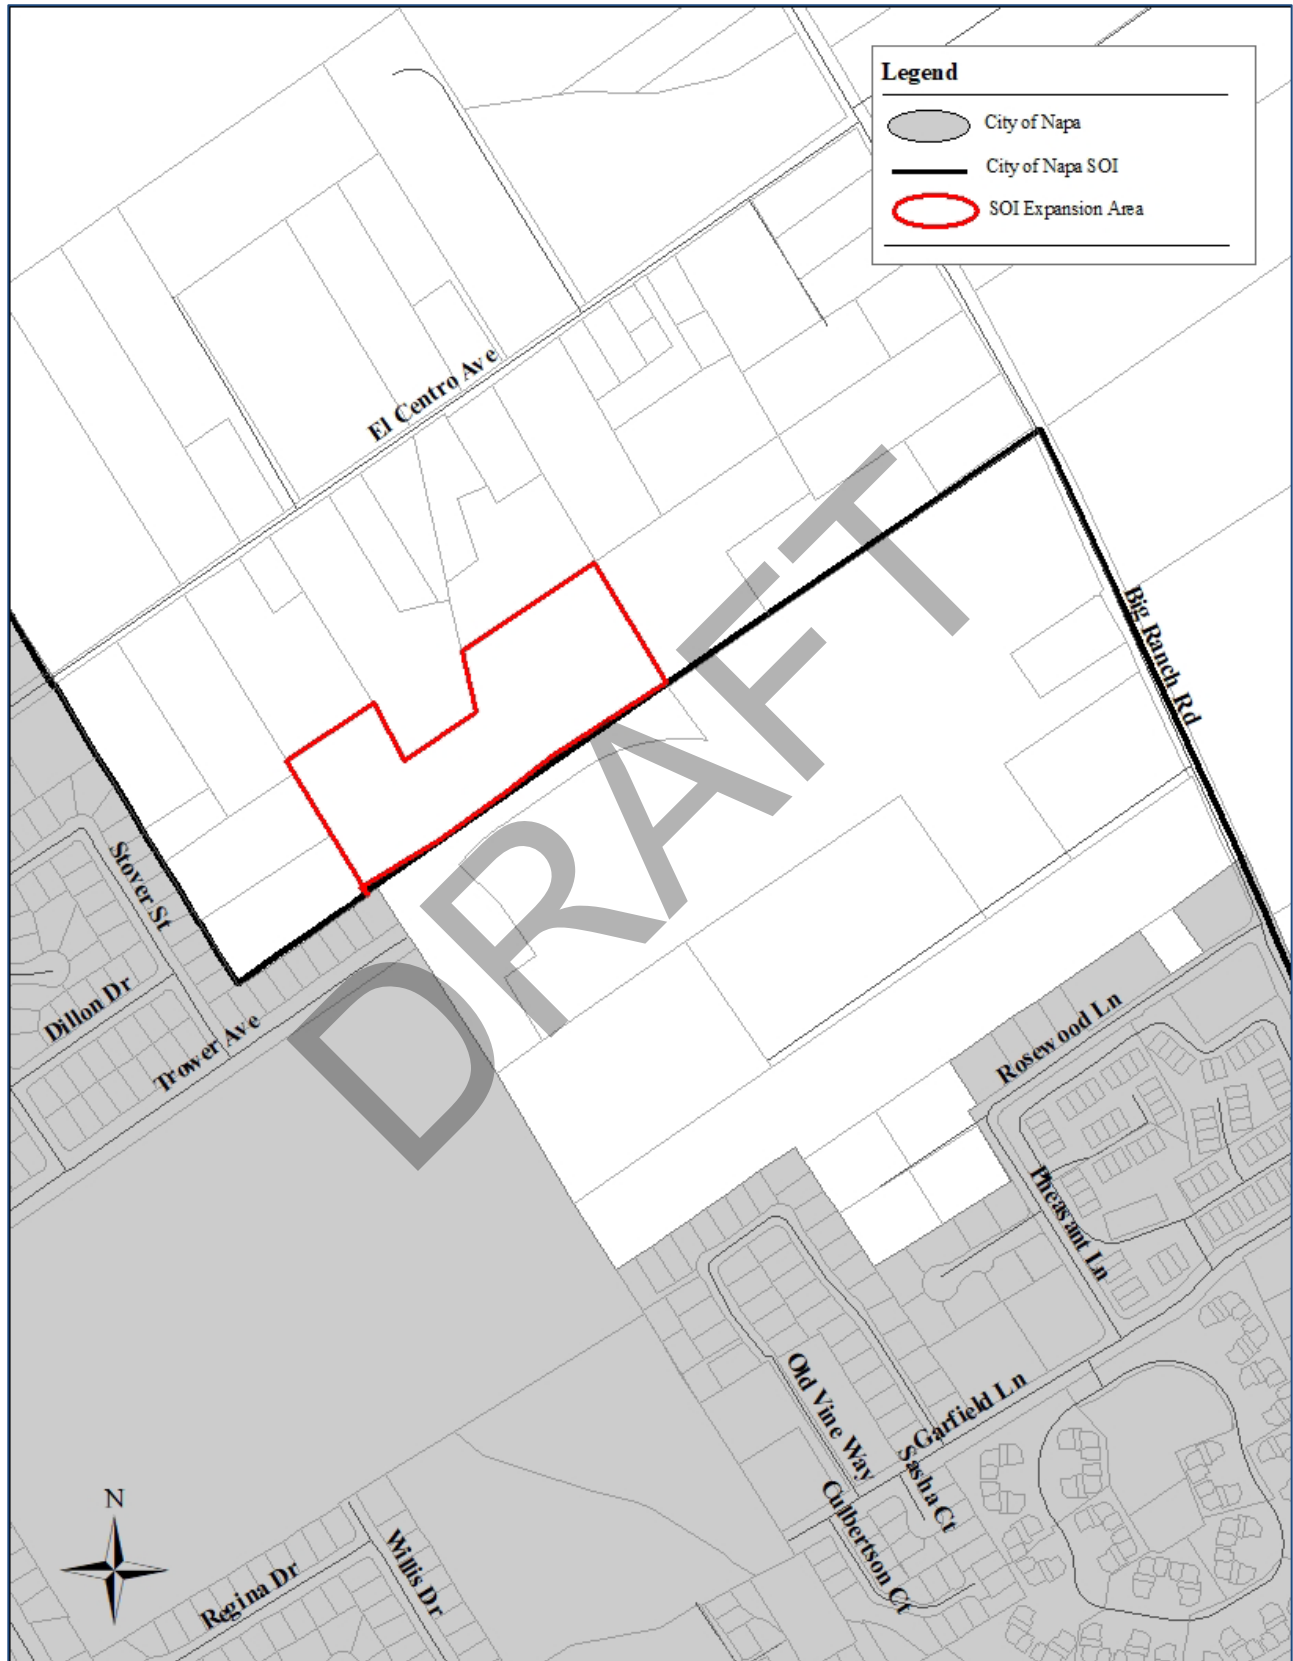 Legend
City of Napa
City of Napa SOI
SOI Expansion Area
El Centro Ave
DRAFT
Big Ranch Rd
Stover St
Dillon Dr
Trower Ave
Rosewood Ln
Pheasant Ln
Old Vine Way
Garfield Ln
Sasha Ct
Culbertson Ct
N
Willis Dr
Regina Dr